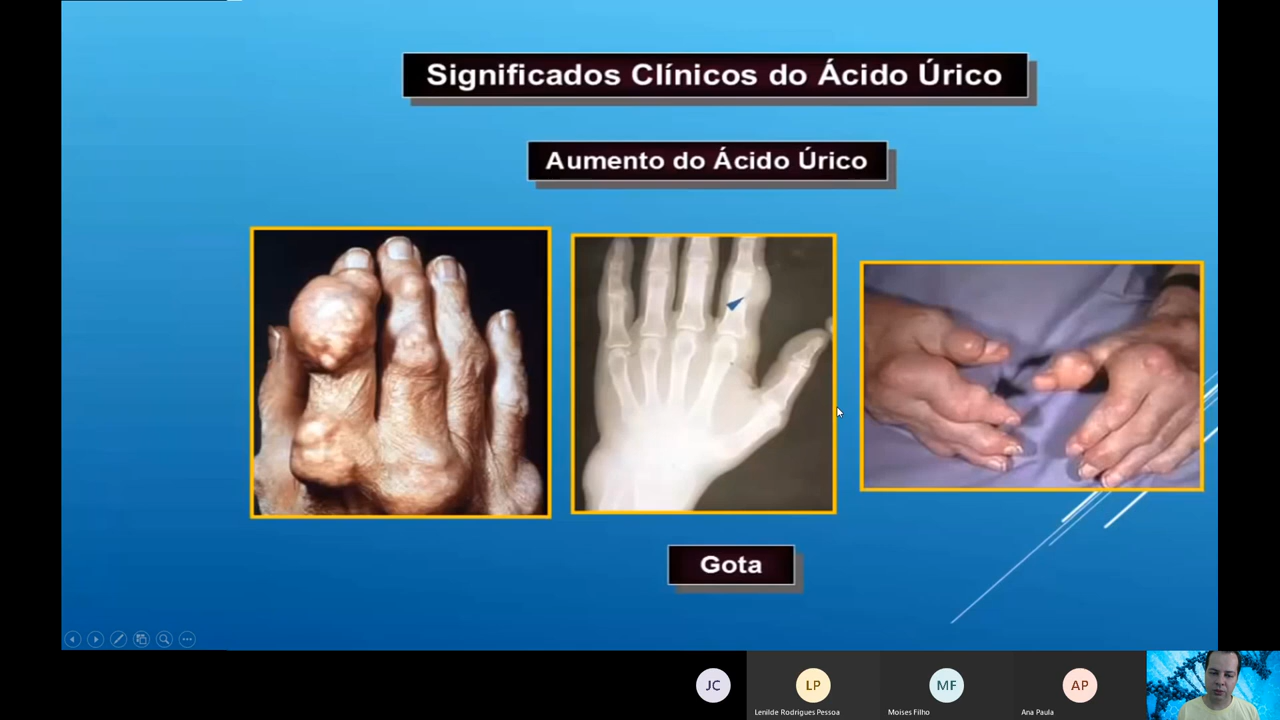 Significados Clínicos do Ácido Úrico
Aumento do Ácido Úrico
Gota
JC
LP
MF
AP
Lenilde Rodrigues Pessoa
Moises Filho
Ana Paula